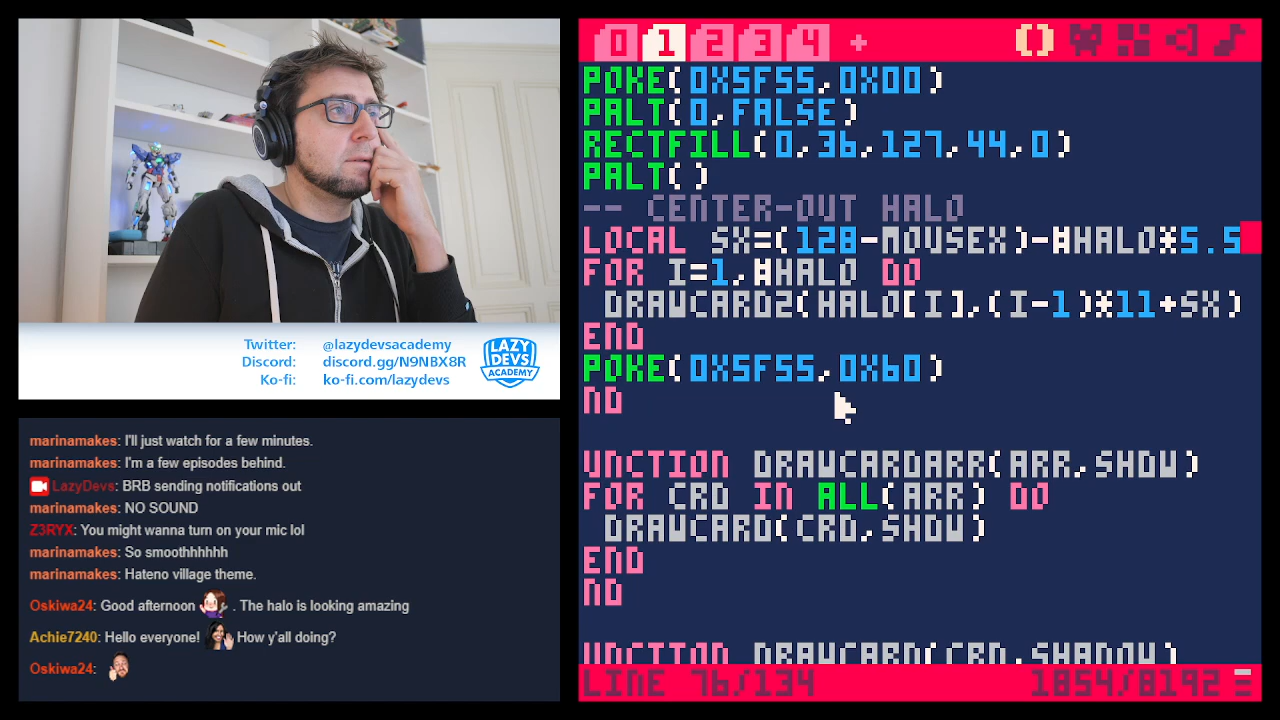 Twitter: @lazydevsacademy
Discord: discord.gg/N9NBX8R
Ko-fi: ko-fi.com/lazydevs
LAZY
DEVS
ACADEMY
marinamakes: I'll just watch for a few minutes.
marinamakes: I'm a few episodes behind.
LazyDevs: BRB sending notifications out
marinamakes: NO SOUND
Z3RYX: You might wanna turn on your mic lol
marinamakes: So smoothhhhhh
marinamakes: Hateno village theme.
Oskiwa24: Good afternoon . The halo is looking amazing
Achie7240: Hello everyone! How y'all doing?
Oskiwa24:
0 1 2 3 4 +
POKE(0X5F55,0X00)
PALT(0,FALSE)
RECTFILL(0,36,127,44,0)
PALT()
-- CENTER-OUT HALO
LOCAL SX=(128-MOUSEX)-#HALO*5.5
FOR I=1,#HALO DO
DRAWCARD2(HALO[I],(I-1)*11+SX)
END
POKE(0X5F55,0X60)
ND
UNCTION DRAWCARDARR(ARR,SHOW)
FOR CRD IN ALL(ARR) DO
DRAWCARD(CRD,SHOW)
END
ND
UNCTION DRAWCARD(CRD,SHADOW)
LINE 76/134
1854/8192